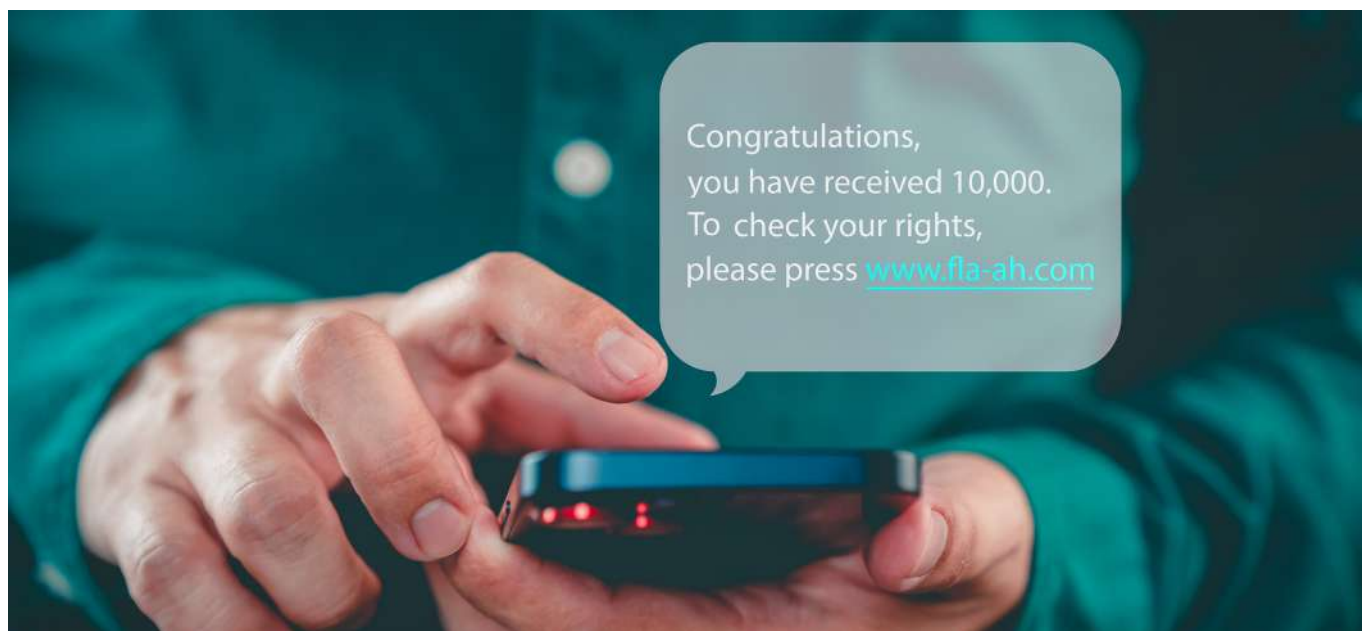 Congratulations,
you have received 10,000.
To check your rights,
please press www.fla-ah.com